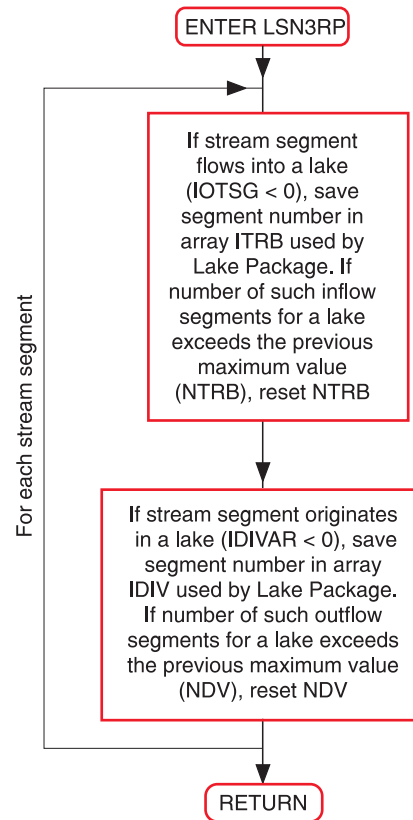 ENTER LSN3RP
If stream segment
flows into a lake
(IOTSG < 0), save
segment number in
array ITRB used by
Lake Package. If
number of such inflow
segments for a lake
exceeds the previous
maximum value
(NTRB), reset NTRB
For each stream segment
If stream segment originates
in a lake (IDIVAR < 0), save
segment number in array
IDIV used by Lake Package.
If number of such outflow
segments for a lake exceeds
the previous maximum value
(NDV), reset NDV
RETURN